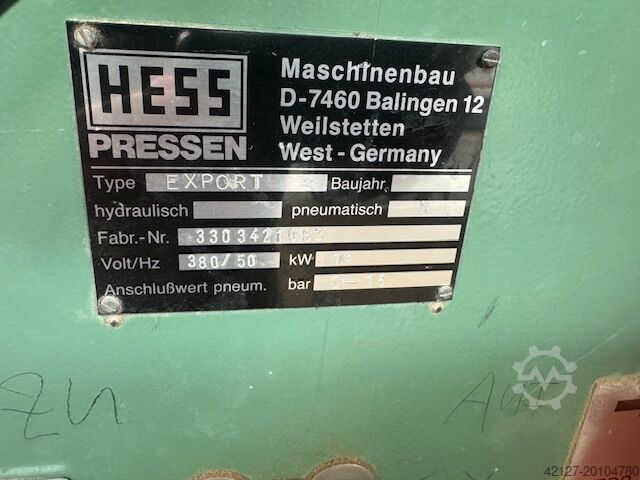 HESS
PRESSEN
Maschinenbau
D-7460 Balingen 12
Weilstetten
West - Germany
Type EXPORT Baujahr
hydraulisch pneumatisch X
Fabr.-Nr.
Volt/Hz 380/50 kW
Anschlußwert pneum. bar
ZU
42127-20104780